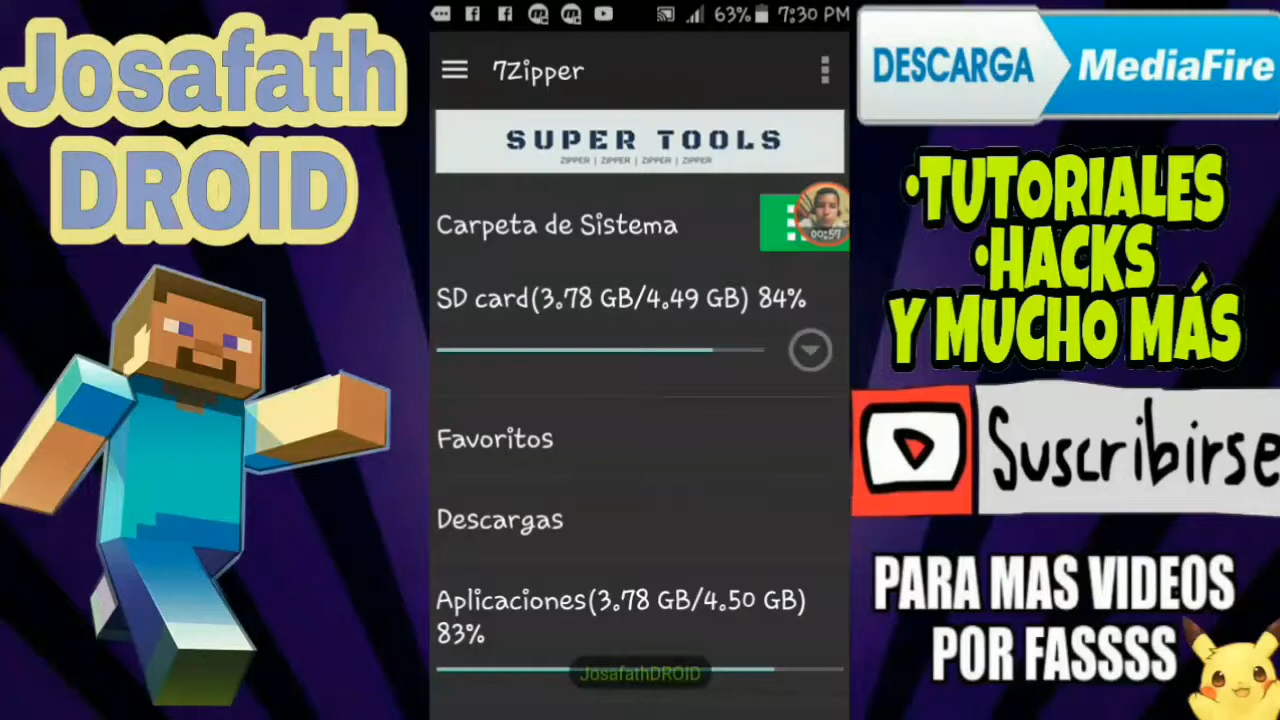 Josafath
DROID
63% 7:30 PM
7Zipper
SUPER TOOLS
ZIPPER | ZIPPER | ZIPPER | ZIPPER
Carpeta de Sistema
00:57
SD card(3.78 GB/4.49 GB) 84%
Favoritos
Descargas
Aplicaciones(3.78 GB/4.50 GB)
83%
JosafathDROID
DESCARGA MediaFire
•TUTORIALES
•HACKS
Y MUCHO MÁS
Suscribirse
PARA MAS VIDEOS
POR FASSSS